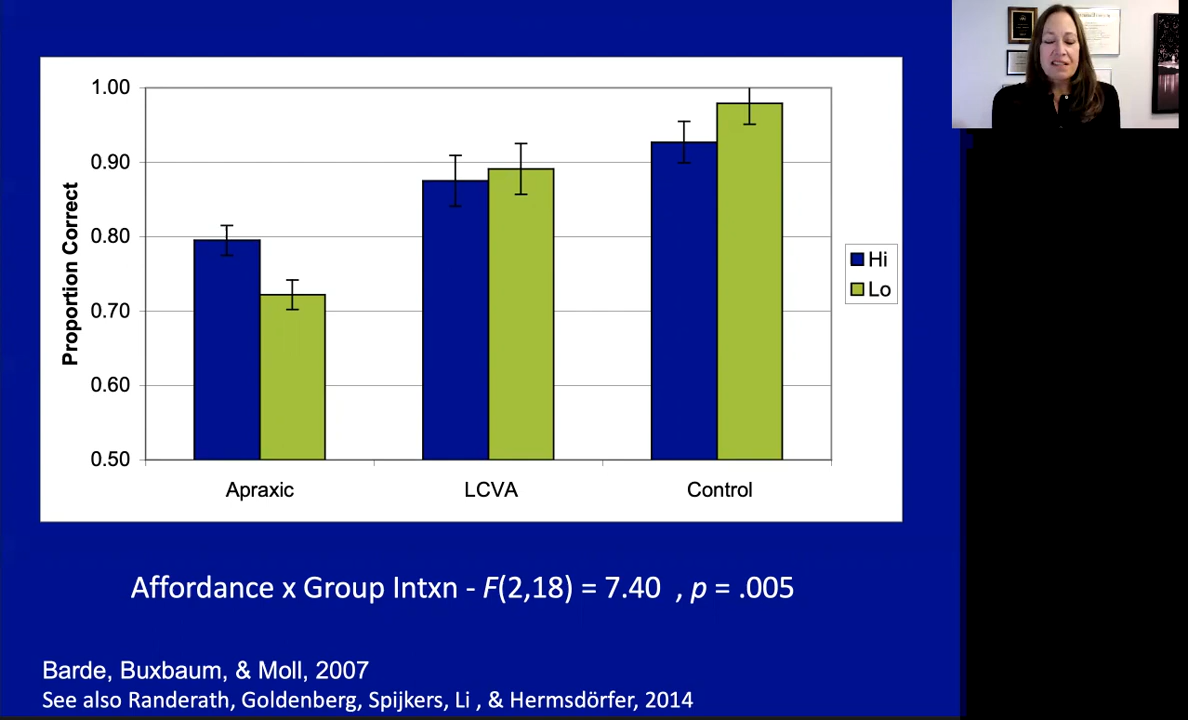 1.00
0.90
0.80
0.70
0.60
0.50
Proportion Correct
Apraxic
LCVA
Control
Hi
Lo
Affordance x Group Intxn - F(2,18) = 7.40 , p = .005
Barde, Buxbaum, & Moll, 2007
See also Randerath, Goldenberg, Spijkers, Li , & Hermsdörfer, 2014